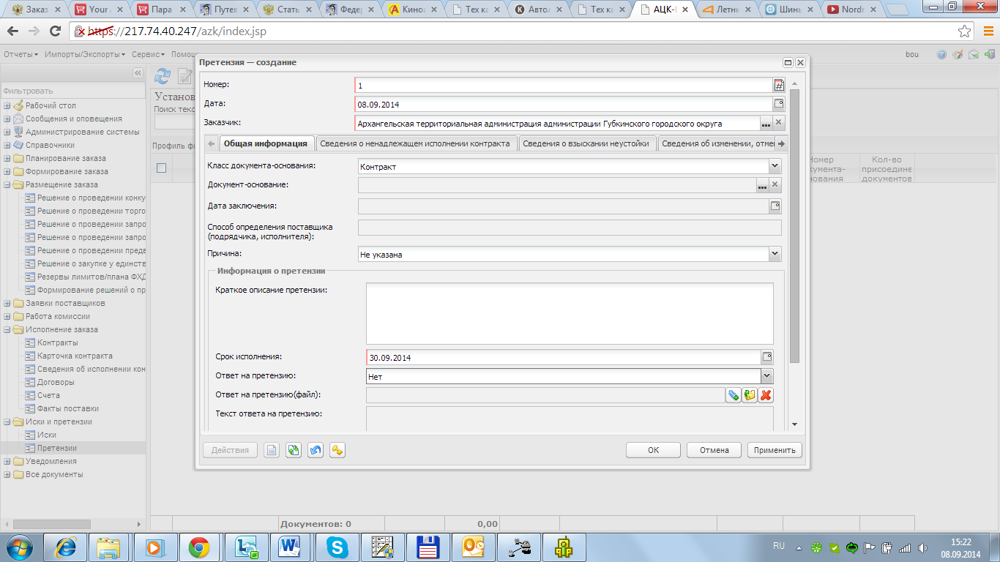 Заказ
Your A
Пара
Путев
Стать
Федер
Киноа
Тех ка
Автол
Тех ка
АЦК-
Летни
Шинь
Nordr
https://217.74.40.247/azk/index.jsp
Отчеты Импорты/Экспорты Сервис Помощ
bou
Фильтровать
Рабочий стол
Сообщения и оповещения
Администрирование системы
Справочники
Планирование заказа
Формирование заказа
Размещение заказа
Решение о проведении конку
Решение о проведении торго
Решение о проведении запро
Решение о проведении запро
Решение о проведении предв
Решение о закупке у единств
Резервы лимитов/плана ФХД
Формирование решений о пр
Заявки поставщиков
Работа комиссии
Исполнение заказа
Контракты
Карточка контракта
Сведения об исполнении кон
Договоры
Счета
Факты поставки
Иски и претензии
Иски
Претензии
Уведомления
Все документы
Установ
Поиск текс
Профиль фи
Номер
документа-
основания
Кол-во
присоедине
документов
Претензия — создание
Номер: 1
Дата: 08.09.2014
Заказчик: Архангельская территориальная администрация администрации Губкинского городского округа
Общая информация Сведения о ненадлежащем исполнении контракта Сведения о взыскании неустойки Сведения об изменении, отме
Класс документа-основания: Контракт
Документ-основание:
Дата заключения:
Способ определения поставщика
(подрядчика, исполнителя):
Причина: Не указана
Информация о претензии
Краткое описание претензии:
Срок исполнения: 30.09.2014
Ответ на претензию: Нет
Ответ на претензию(файл):
Текст ответа на претензию:
Действия
ОК Отмена Применить
Документов: 0 0,00
RU
15:22
08.09.2014